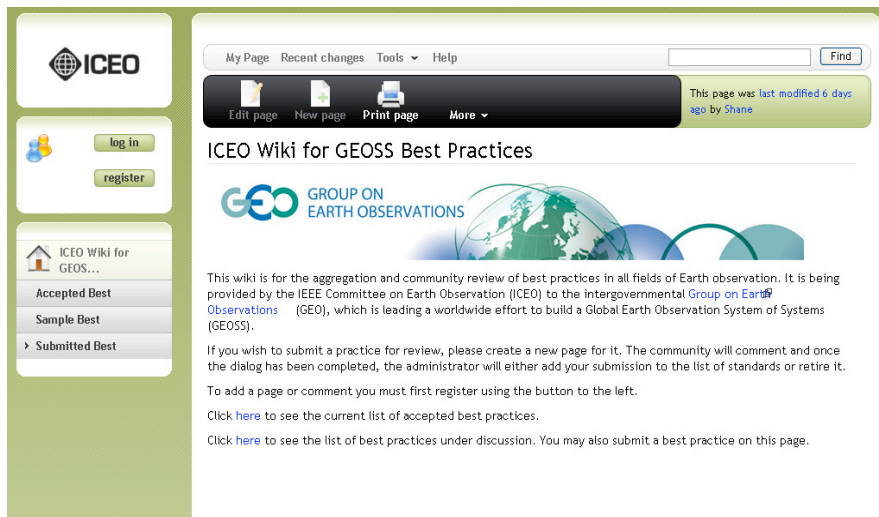 ICEO
My Page Recent changes Tools Help
Find
Edit page New page Print page More
This page was last modified 6 days
ago by Shane
log in
register
ICEO Wiki for GEOSS Best Practices
GEO GROUP ON
EARTH OBSERVATIONS
ICEO Wiki for
GEOS...
Accepted Best
Sample Best
Submitted Best
This wiki is for the aggregation and community review of best practices in all fields of Earth observation. It is being
provided by the IEEE Committee on Earth Observation (ICEO) to the intergovernmental Group on Earth
Observations (GEO), which is leading a worldwide effort to build a Global Earth Observation System of Systems
(GEOSS).
If you wish to submit a practice for review, please create a new page for it. The community will comment and once
the dialog has been completed, the administrator will either add your submission to the list of standards or retire it.
To add a page or comment you must first register using the button to the left.
Click here to see the current list of accepted best practices.
Click here to see the list of best practices under discussion. You may also submit a best practice on this page.